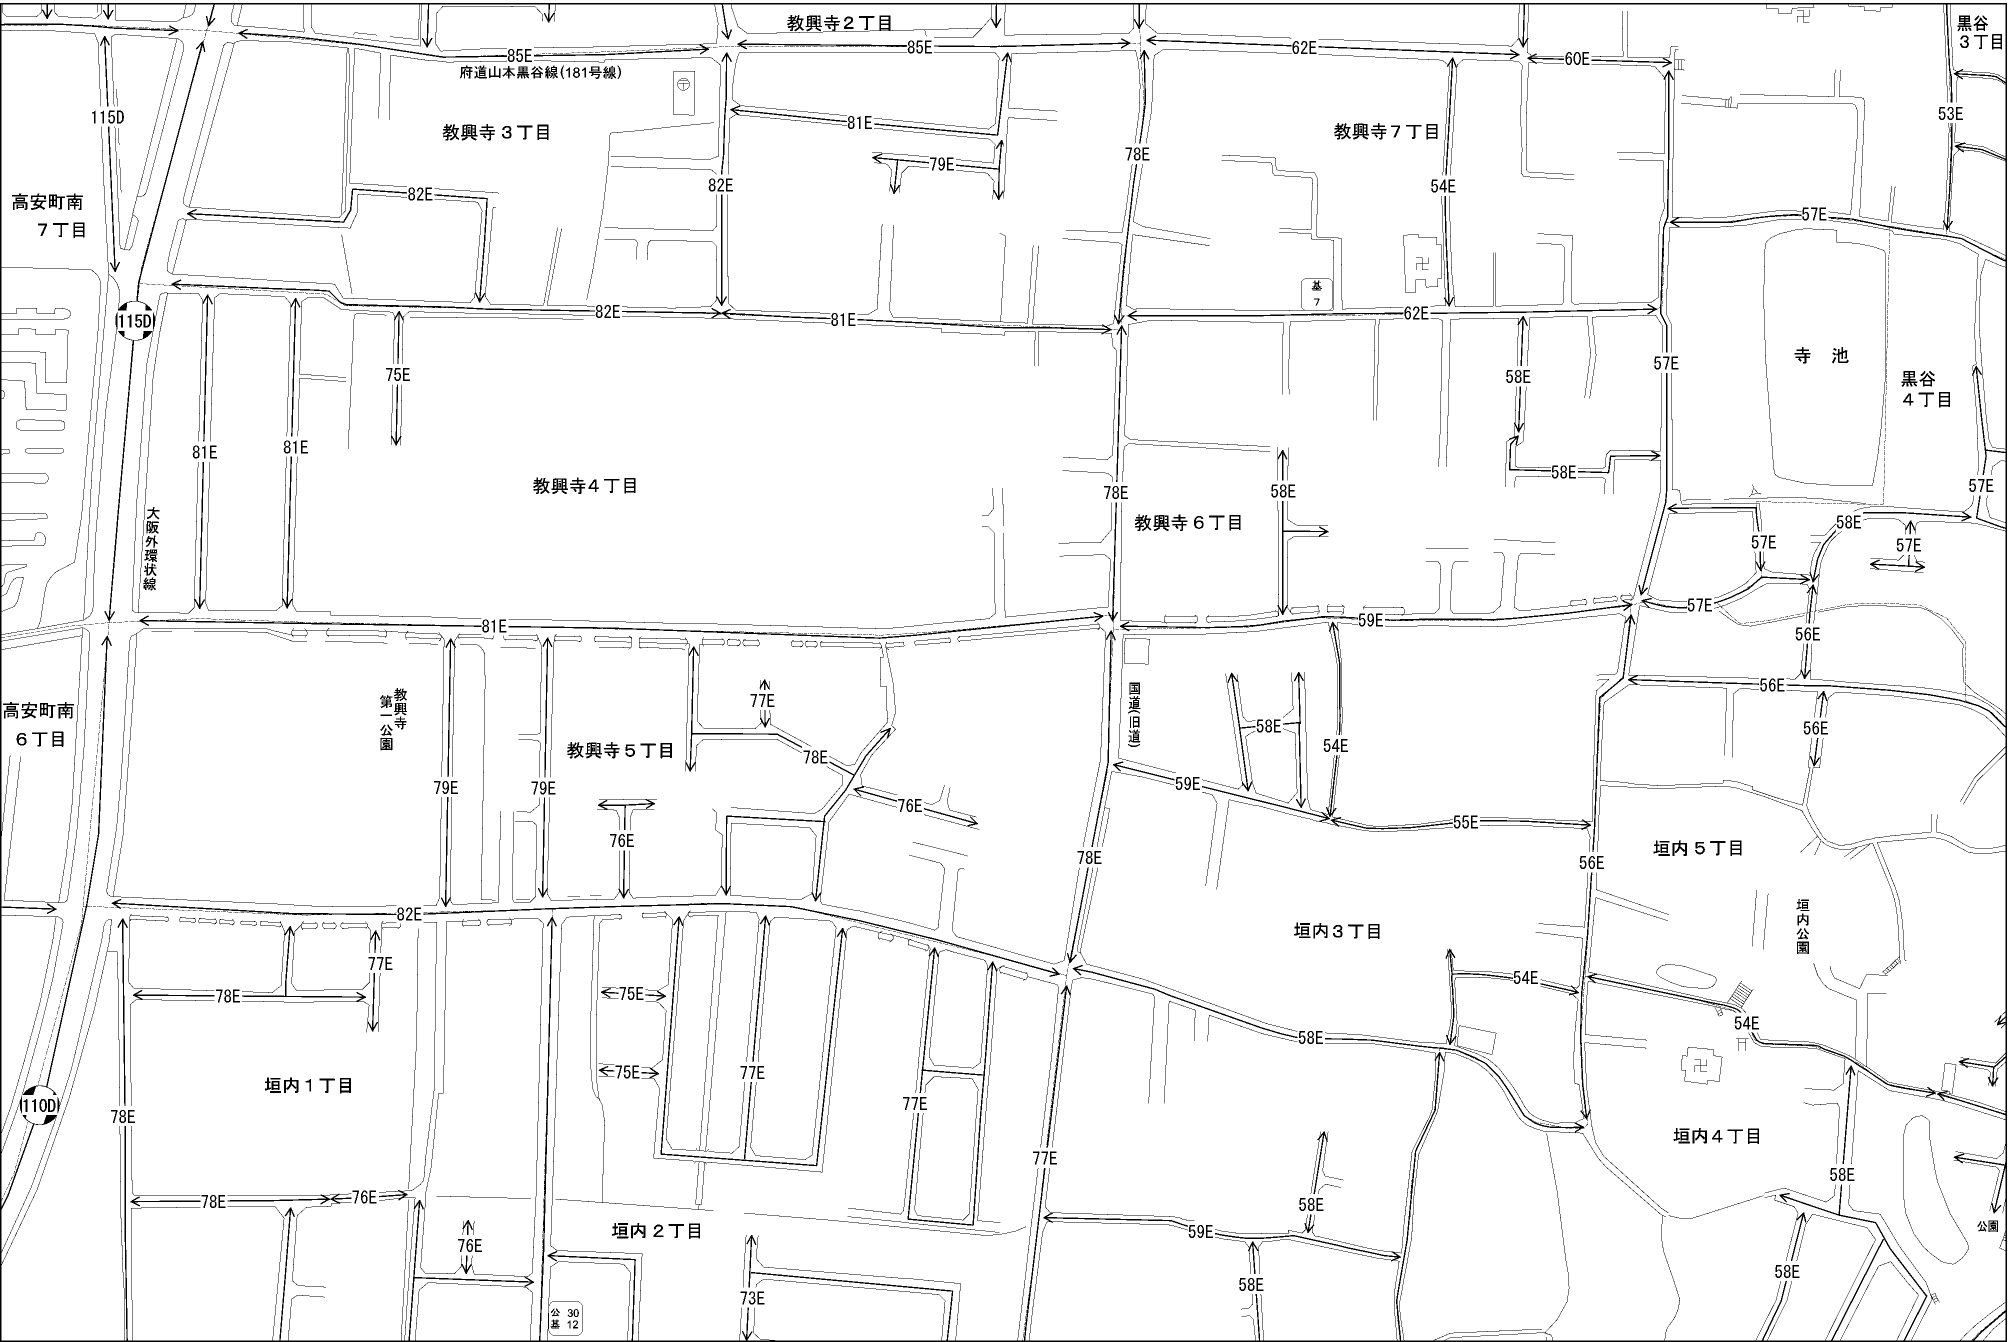 教興寺２丁目
黒谷
３丁目
85E
85E
62E
60E
府道山本黒谷線(181号線)
115D
教興寺３丁目
81E
教興寺７丁目
53E
78E
79E
82E
82E
54E
高安町南
７丁目
57E
基
7
115D
82E
81E
62E
75E
58E
57E
寺 池
黒谷
４丁目
81E
81E
58E
教興寺４丁目
78E
58E
57E
大阪外環状線
教興寺６丁目
58E
57E
57E
57E
81E
59E
56E
56E
高安町南
６丁目
教興寺
第一公園
77E
国道(旧道)
58E
54E
56E
教興寺５丁目
78E
79E
79E
59E
76E
76E
55E
78E
56E
垣内５丁目
82E
垣内３丁目
垣内公園
77E
78E
75E
54E
54E
58E
75E
77E
77E
垣内１丁目
110D
78E
垣内４丁目
77E
58E
78E
76E
58E
垣内２丁目
59E
公園
76E
58E
58E
73E
公 30
基 12